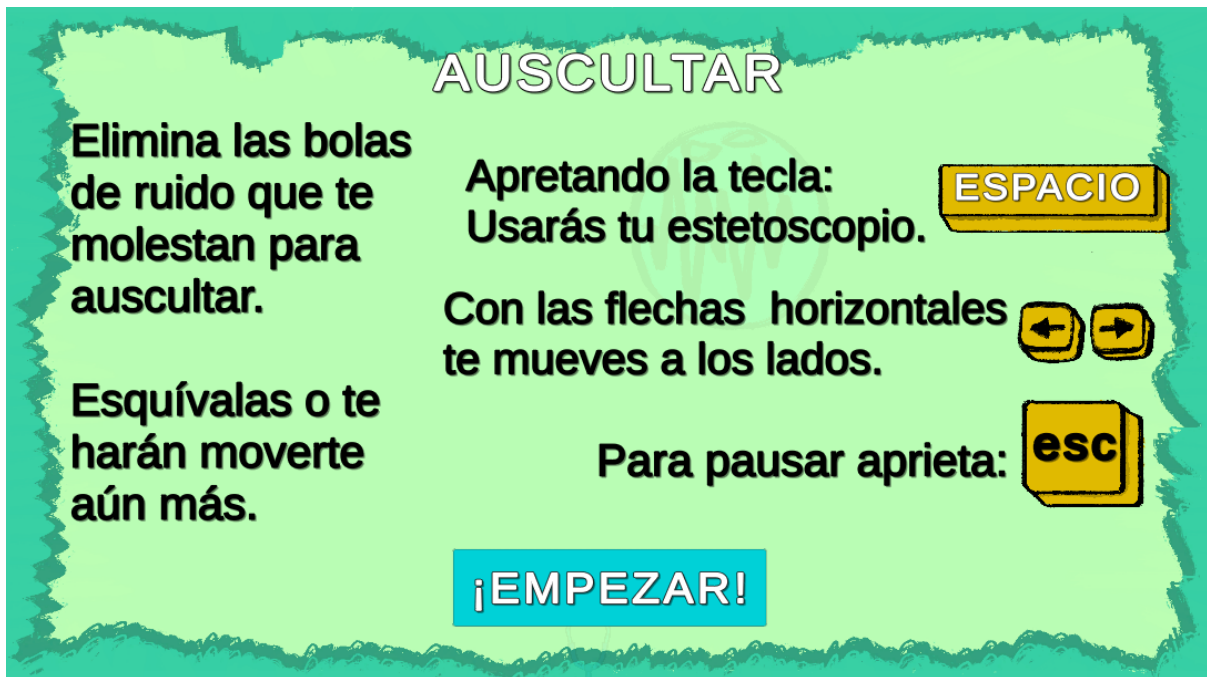 AUSCULTAR
Elimina las bolas
de ruido que te
molestan para
auscultar.
Esquívalas o te
harán moverte
aún más.
Apretando la tecla:
Usarás tu estetoscopio.
ESPACIO
Con las flechas  horizontales
te mueves a los lados.
Para pausar aprieta:
esc
¡EMPEZAR!